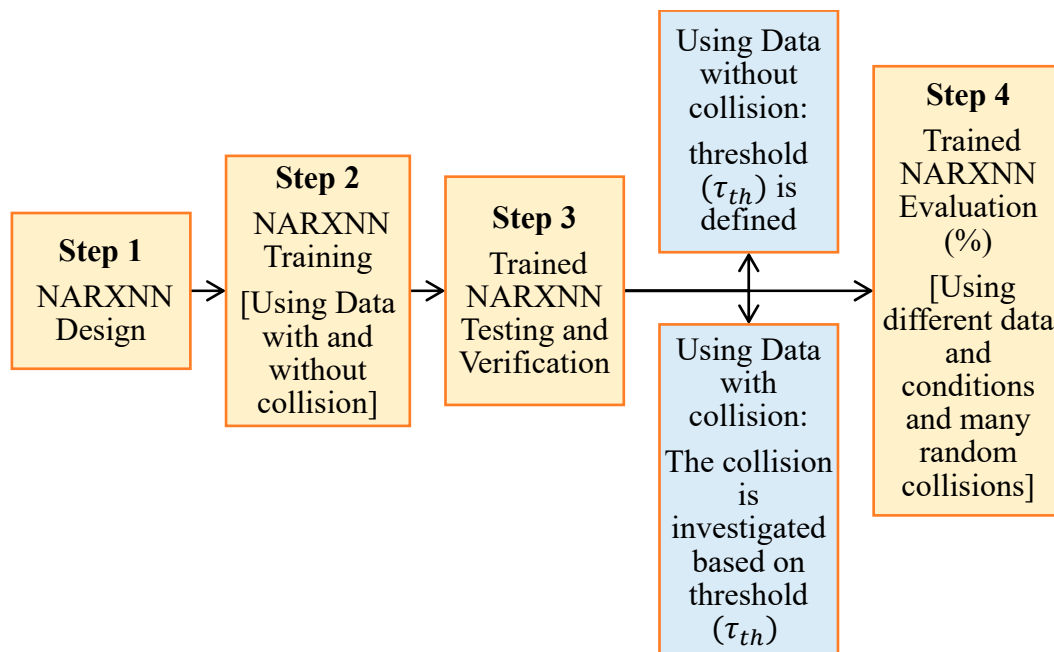 Step 1
NARXNN
Design
Step 2
NARXNN
Training
[Using Data
with and
without
collision]
Step 3
Trained
NARXNN
Testing and
Verification
Using Data
without
collision:
threshold
(τ_th) is
defined
Using Data
with
collision:
The collision
is
investigated
based on
threshold
(τ_th)
Step 4
Trained
NARXNN
Evaluation
(%)
[Using
different data
and
conditions
and many
random
collisions]